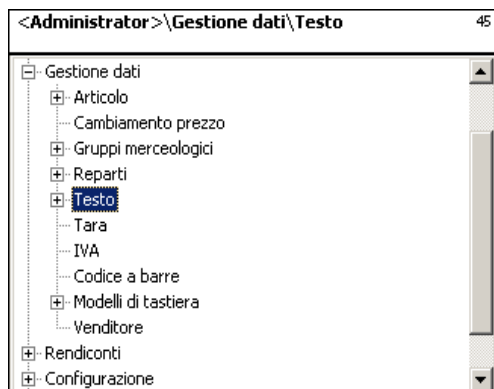 <Administrator>\Gestione dati\Testo 45
Gestione dati
Articolo
Cambiamento prezzo
Gruppi merceologici
Reparti
Testo
Tara
IVA
Codice a barre
Modelli di tastiera
Venditore
Rendiconti
Configurazione